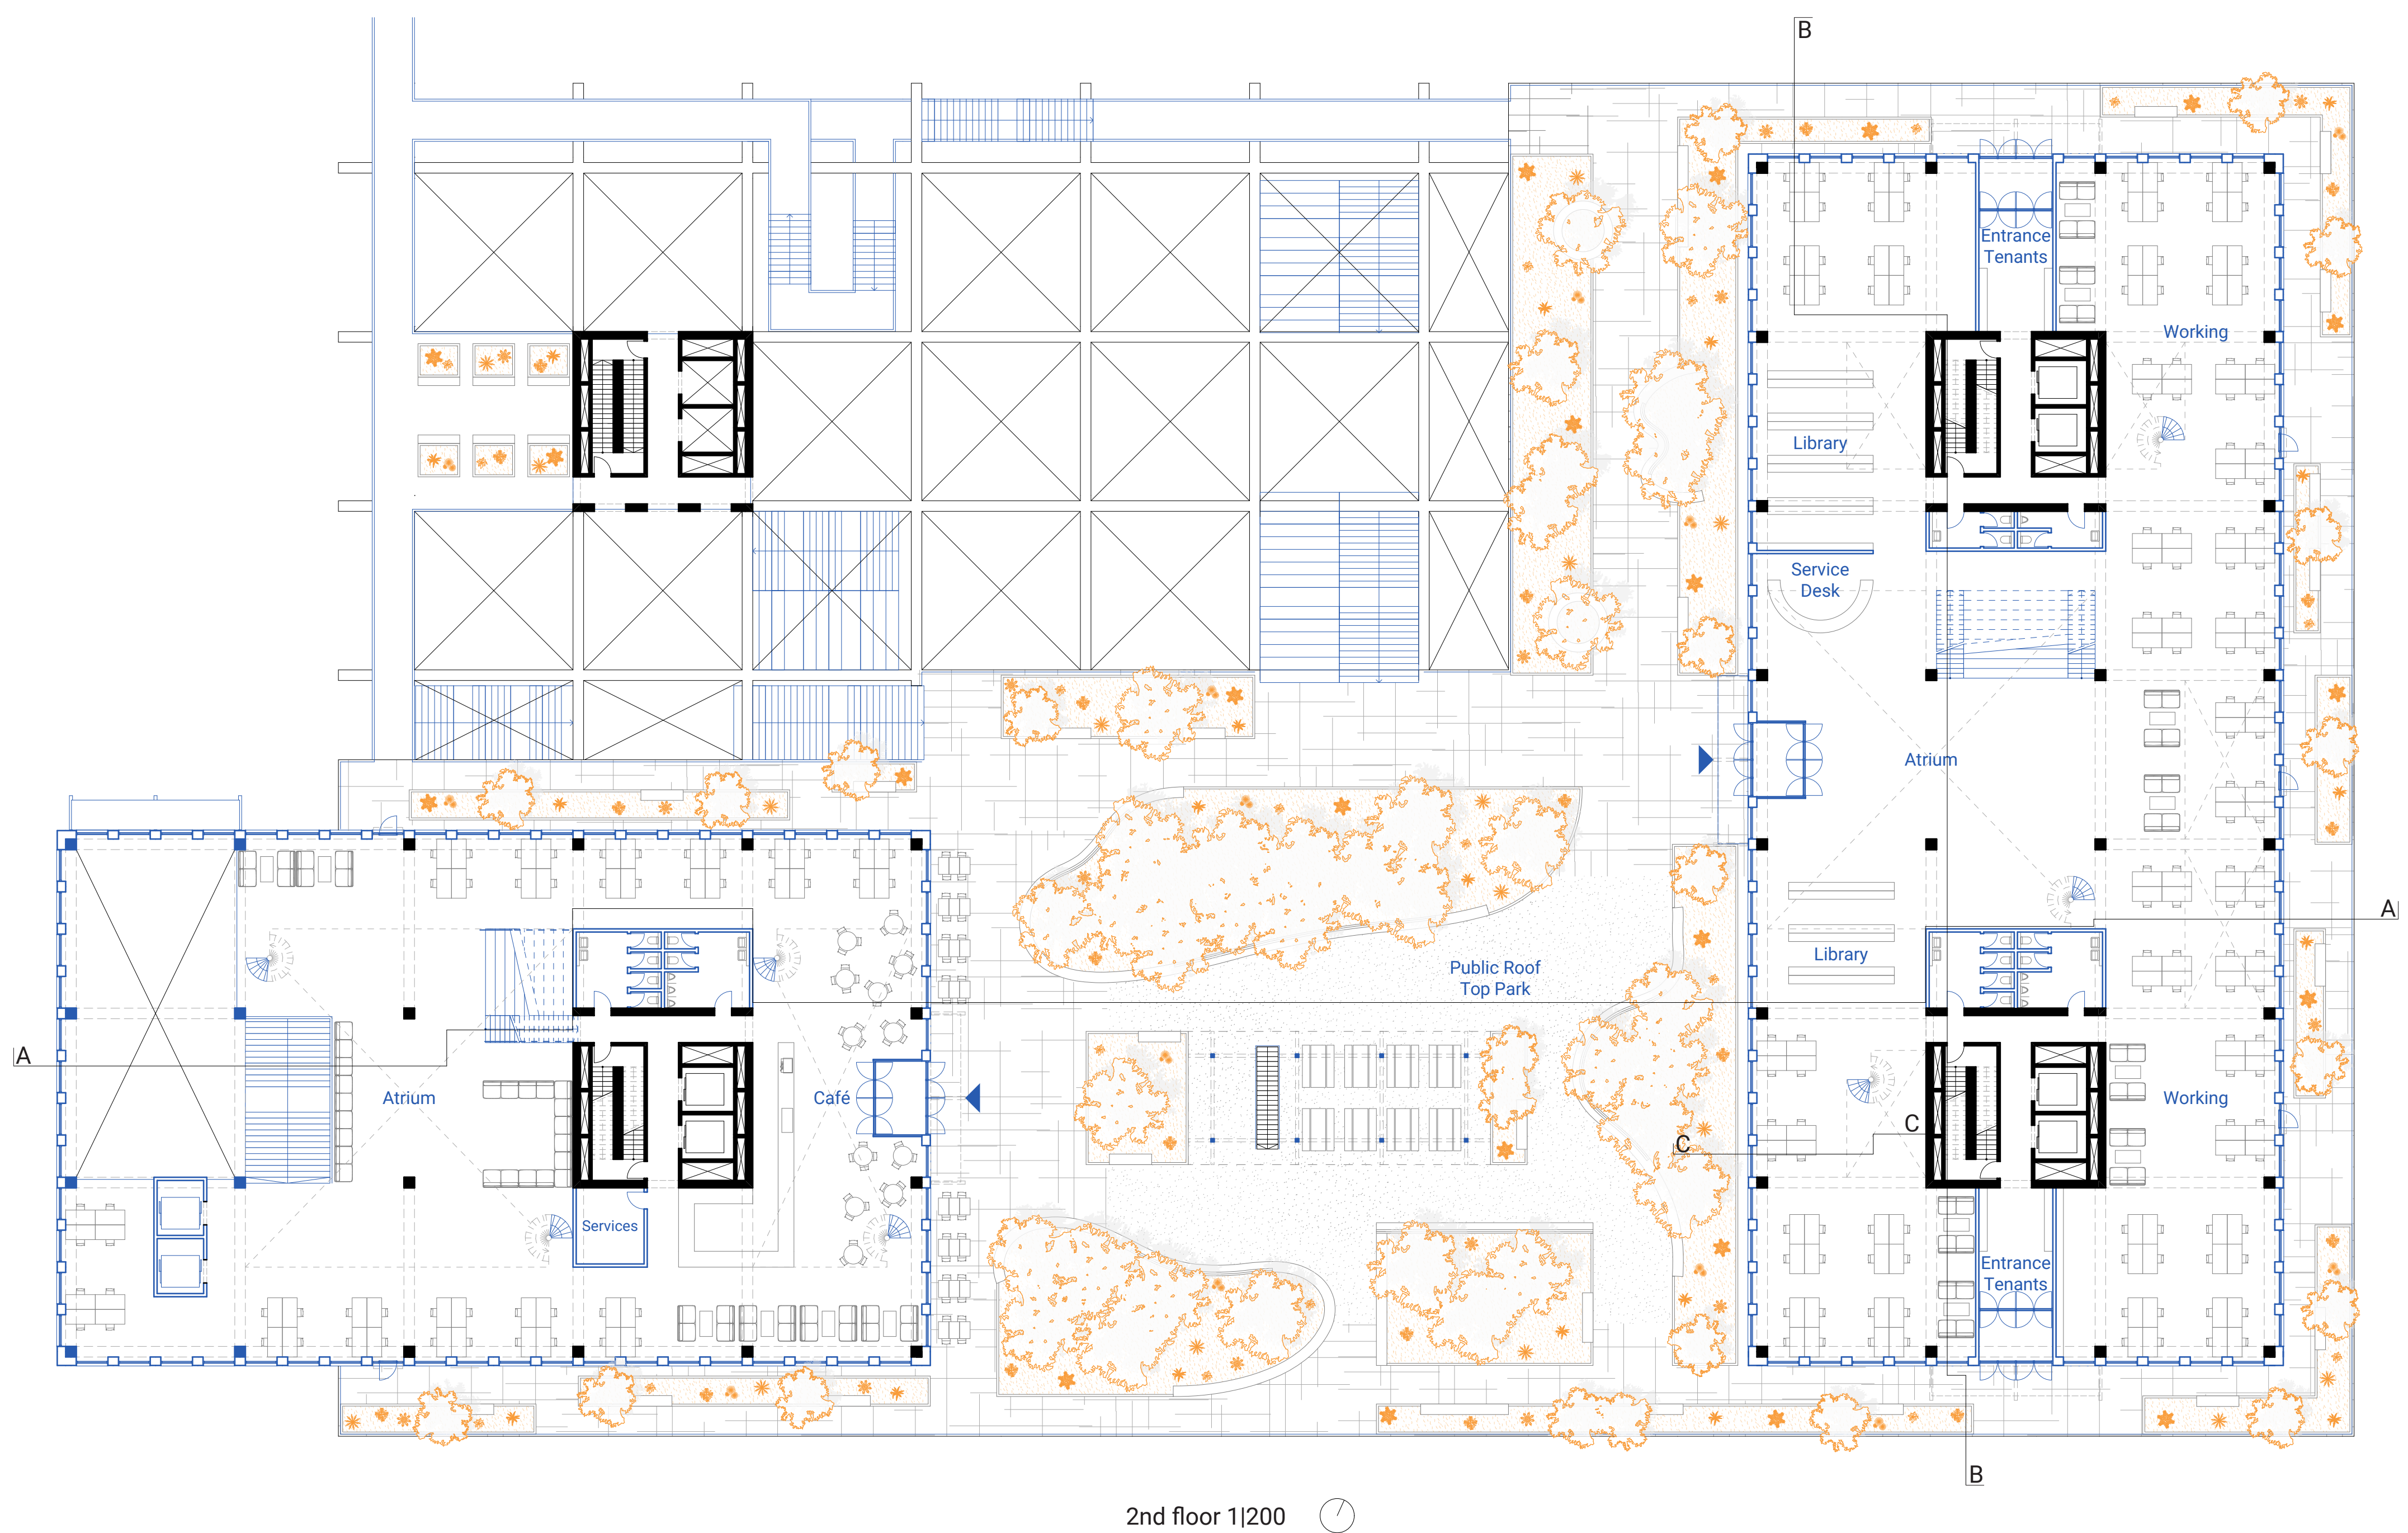 B
Entrance
Tenants
Working
Library
Service
Desk
Atrium
A
Library
Public Roof
Top Park
A
Atrium
Café
Working
C
C
Services
Entrance
Tenants
B
2nd floor 1|200